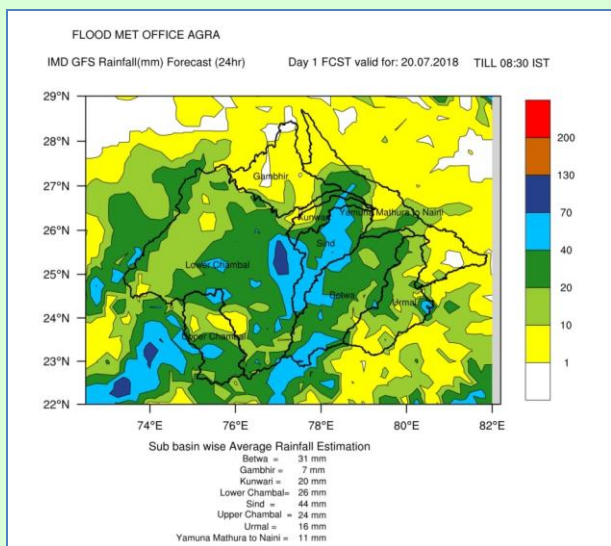 FLOOD MET OFFICE AGRA
IMD GFS Rainfall(mm) Forecast (24hr) Day 1 FCST valid for: 20.07.2018 TILL 08:30 IST
29°N
28°N
27°N
26°N
25°N
24°N
23°N
22°N
Gambhir
Kunwari
Yamuna Mathura to Naini
Sind
Lower Chambal
Betwa
Urmal
Upper Chambal
74°E 76°E 78°E 80°E 82°E
200
130
70
40
20
10
1
Sub basin wise Average Rainfall Estimation
Betwa = 31 mm
Gambhir = 7 mm
Kunwari = 20 mm
Lower Chambal= 26 mm
Sind = 44 mm
Upper Chambal = 24 mm
Urmal = 16 mm
Yamuna Mathura to Naini = 11 mm